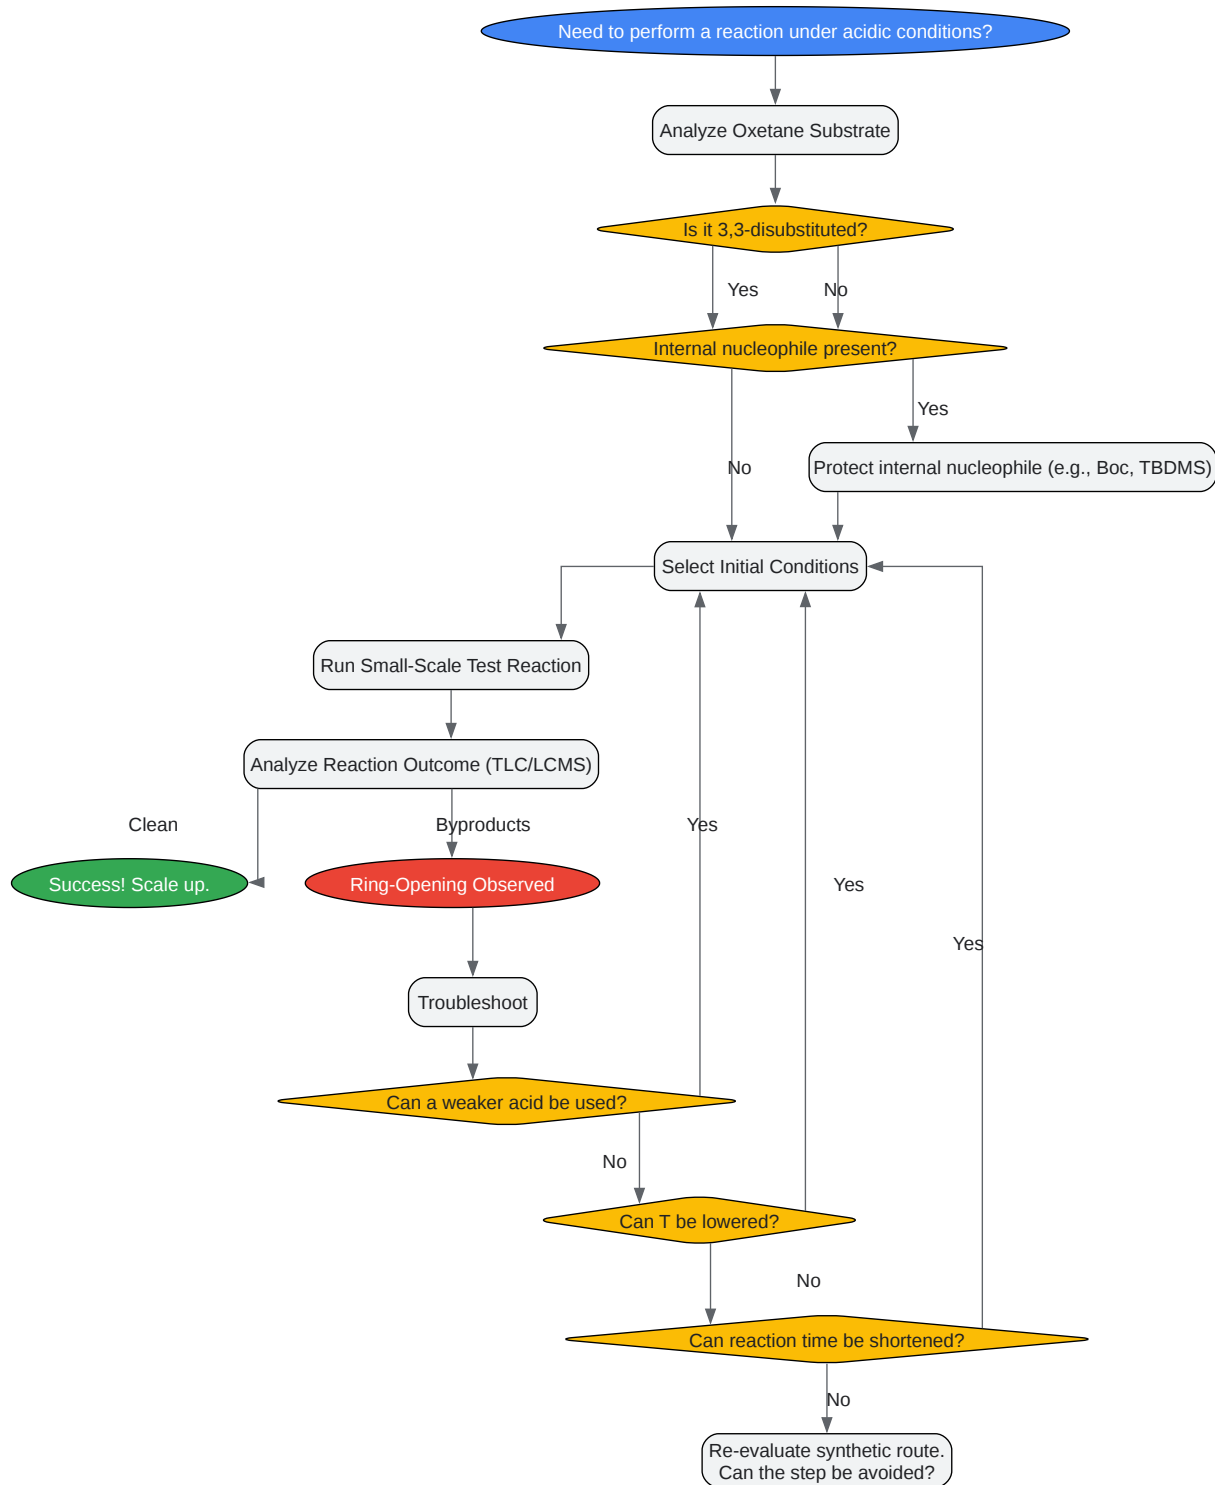 Need to perform a reaction under acidic conditions?
Analyze Oxetane Substrate
Is it 3,3-disubstituted?
Yes
No
Internal nucleophile present?
Yes
No
Protect internal nucleophile (e.g., Boc, TBDMS)
Select Initial Conditions
Run Small-Scale Test Reaction
Analyze Reaction Outcome (TLC/LCMS)
Clean
Byproducts
Yes
Success! Scale up.
Ring-Opening Observed
Yes
Yes
Troubleshoot
Can a weaker acid be used?
No
Can T be lowered?
No
Can reaction time be shortened?
No
Re-evaluate synthetic route.
Can the step be avoided?